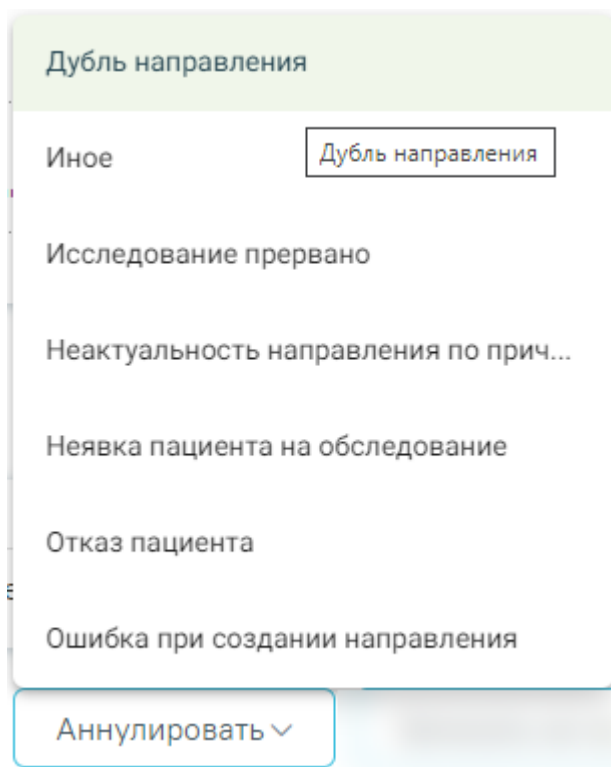 Дубль направления
Иное
Дубль направления
Исследование прервано
Неактуальность направления по прич...
Неявка пациента на обследование
Отказ пациента
Ошибка при создании направления
Аннулировать